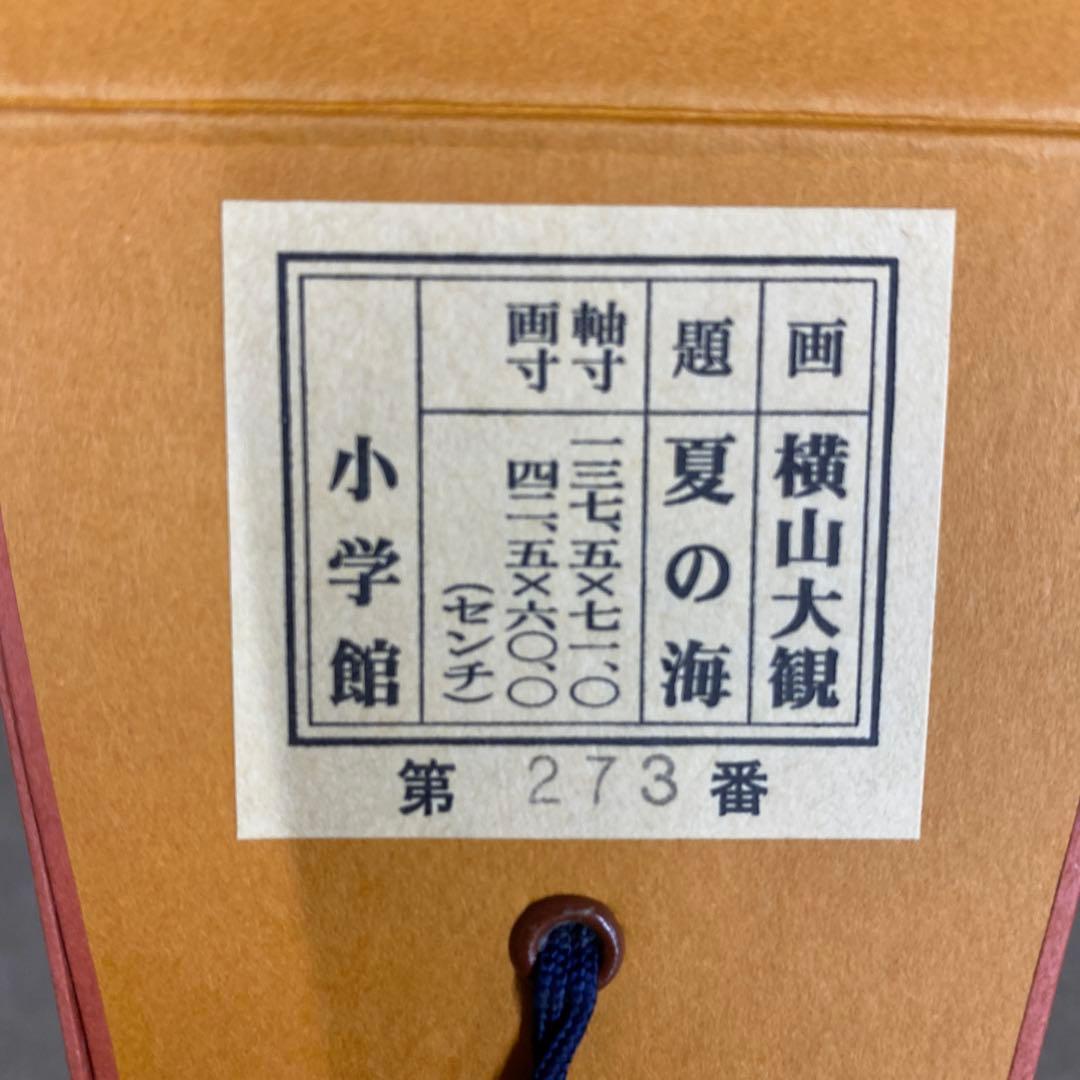 画 横山大観
題 夏の海
軸寸 一三七、五×七一、〇
画寸 四二、五×六〇、〇
（センチ）
小学館
第 273 番